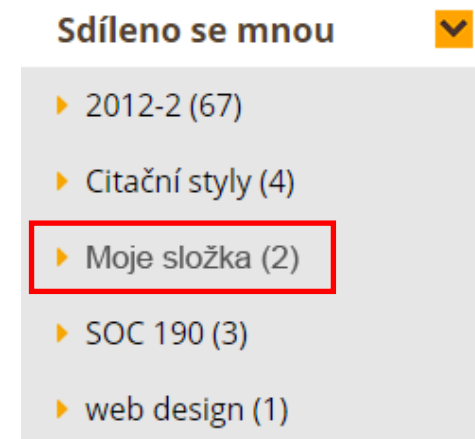 Sdíleno se mnou
2012-2 (67)
Citační styly (4)
Moje složka (2)
SOC 190 (3)
web design (1)